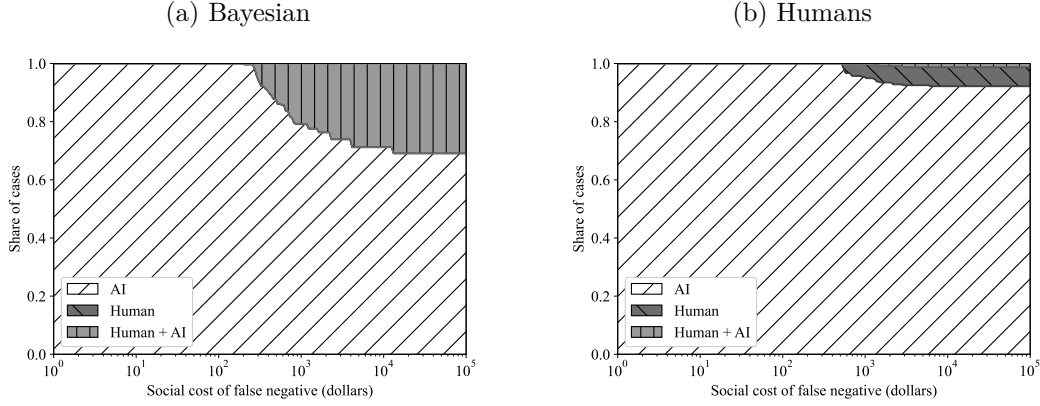 (a) Bayesian
1.0
0.8
0.6
0.4
0.2
0.0
Share of cases
AI
Human
Human + AI
10^0
10^1
10^2
10^3
10^4
10^5
Social cost of false negative (dollars)
(b) Humans
1.0
0.8
0.6
0.4
0.2
0.0
Share of cases
AI
Human
Human + AI
10^0
10^1
10^2
10^3
10^4
10^5
Social cost of false negative (dollars)